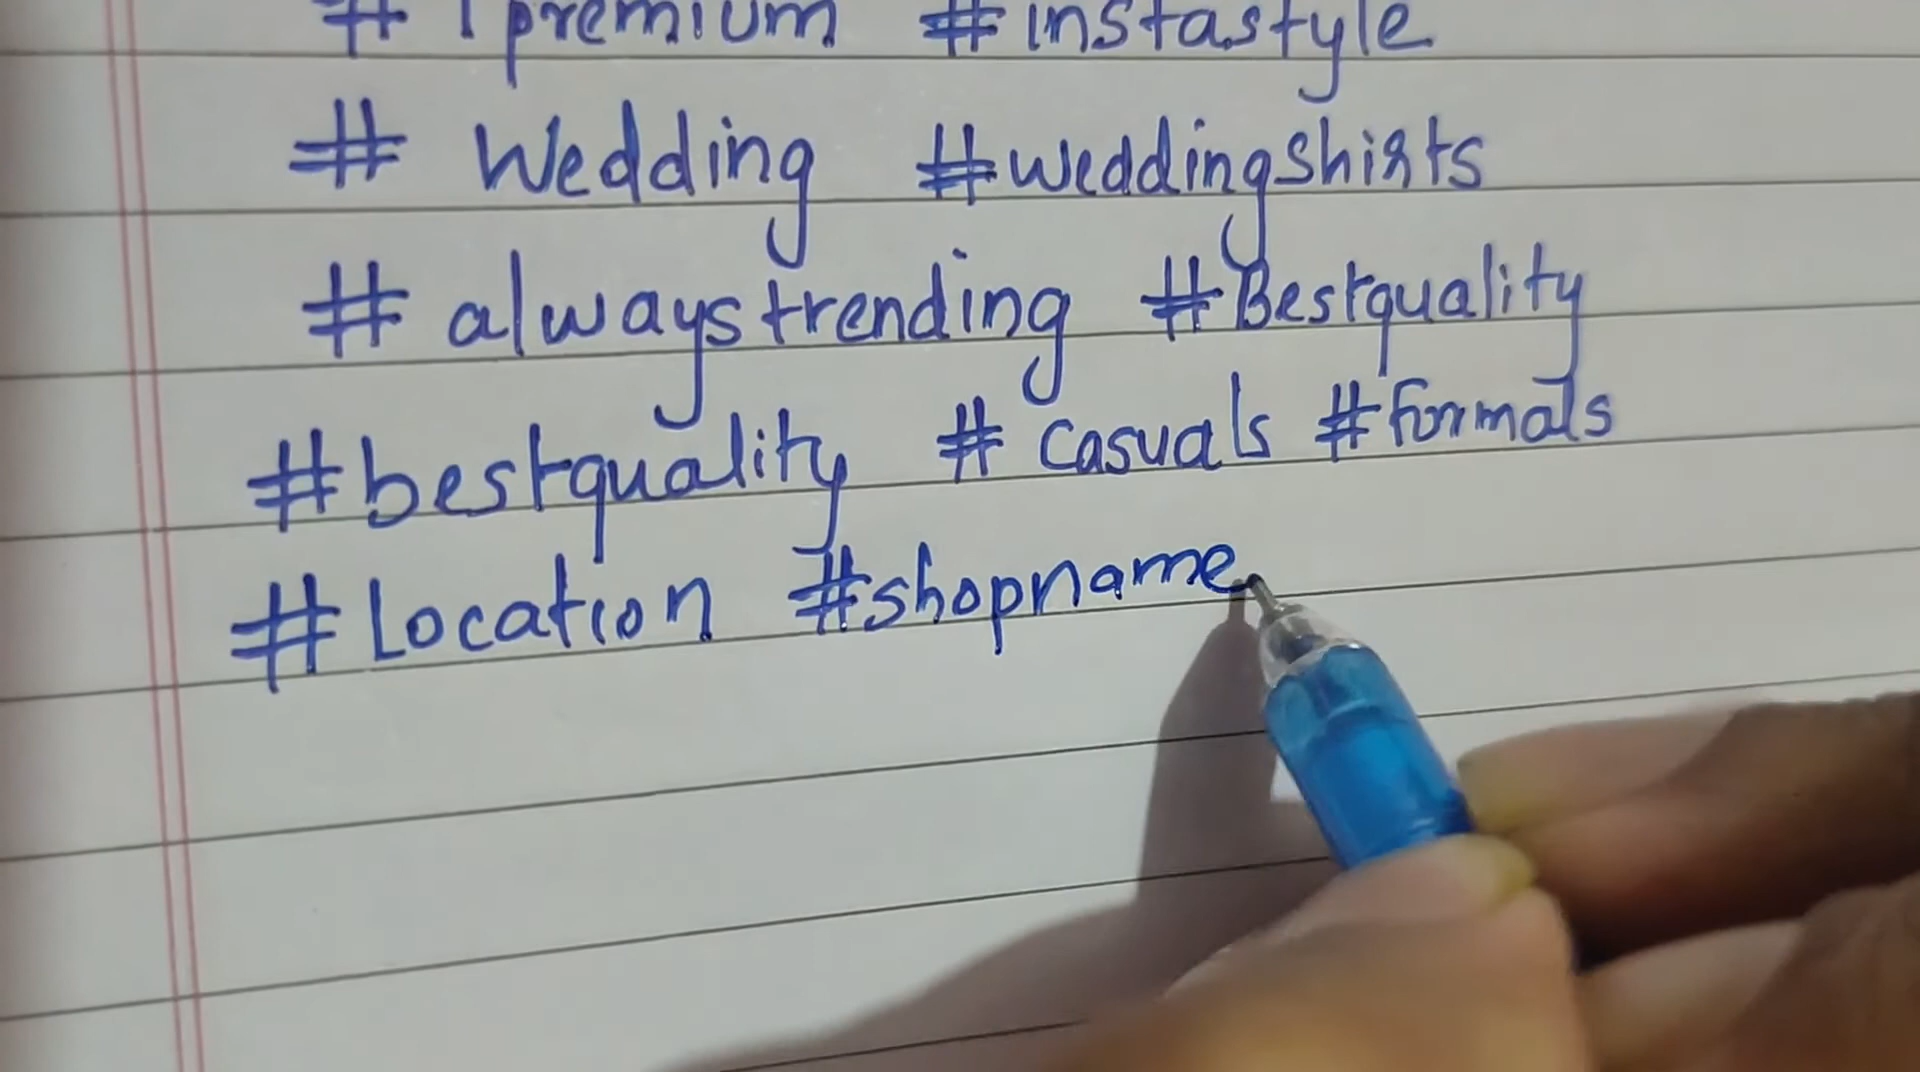 # premium #instastyle
# Wedding #weddingshirts
# alwaystrending #Bestquality
#bestquality # casuals #formals
#Location #shopname